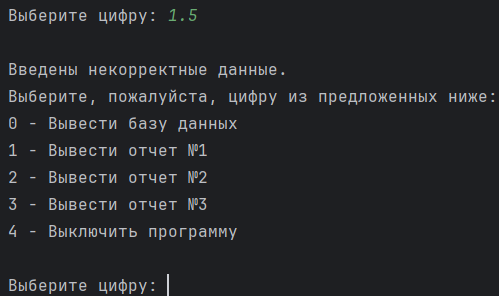 Выберите цифру: 1.5
Введены некорректные данные.
Выберите, пожалуйста, цифру из предложенных ниже:
0 - Вывести базу данных
1 - Вывести отчет №1
2 - Вывести отчет №2
3 - Вывести отчет №3
4 - Выключить программу
Выберите цифру: